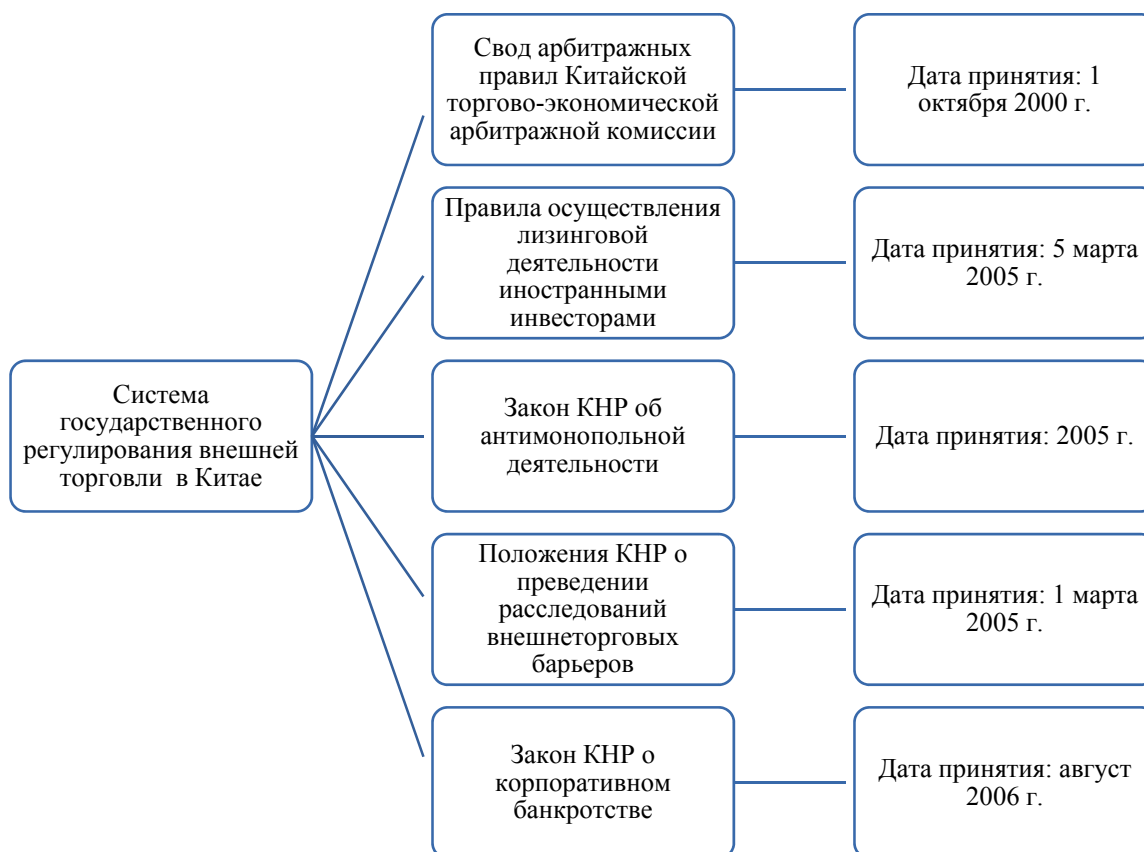 Свод арбитражных
правил Китайской
торгово-экономической
арбитражной комиссии
Дата принятия: 1
октября 2000 г.
Правила осуществления
лизинговой
деятельности
иностранными
инвесторами
Дата принятия: 5 марта
2005 г.
Система
государственного
регулирования внешней
торговли в Китае
Закон КНР об
антимонопольной
деятельности
Дата принятия: 2005 г.
Положения КНР о
преведении
расследований
внешнеторговых
барьеров
Дата принятия: 1 марта
2005 г.
Закон КНР о
корпоративном
банкротстве
Дата принятия: август
2006 г.